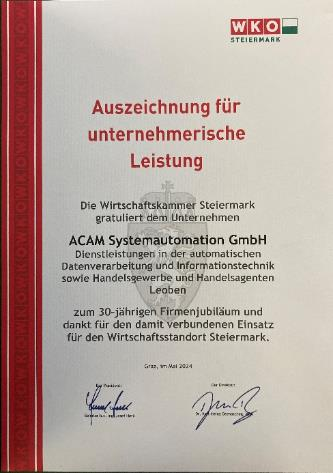 WKO
STEIERMARK
Auszeichnung für
unternehmerische
Leistung
Die Wirtschaftskammer Steiermark
gratuliert dem Unternehmen
ACAM Systemautomation GmbH
Dienstleistungen in der automatischen
Datenverarbeitung und Informationstechnik
sowie Handelsgewerbe und Handelsagenten
Leoben
zum 30-jährigen Firmenjubiläum und
dankt für den damit verbundenen Einsatz
für den Wirtschaftsstandort Steiermark.
Graz, im Mai 2024
Der Präsident:
Der Direktor: